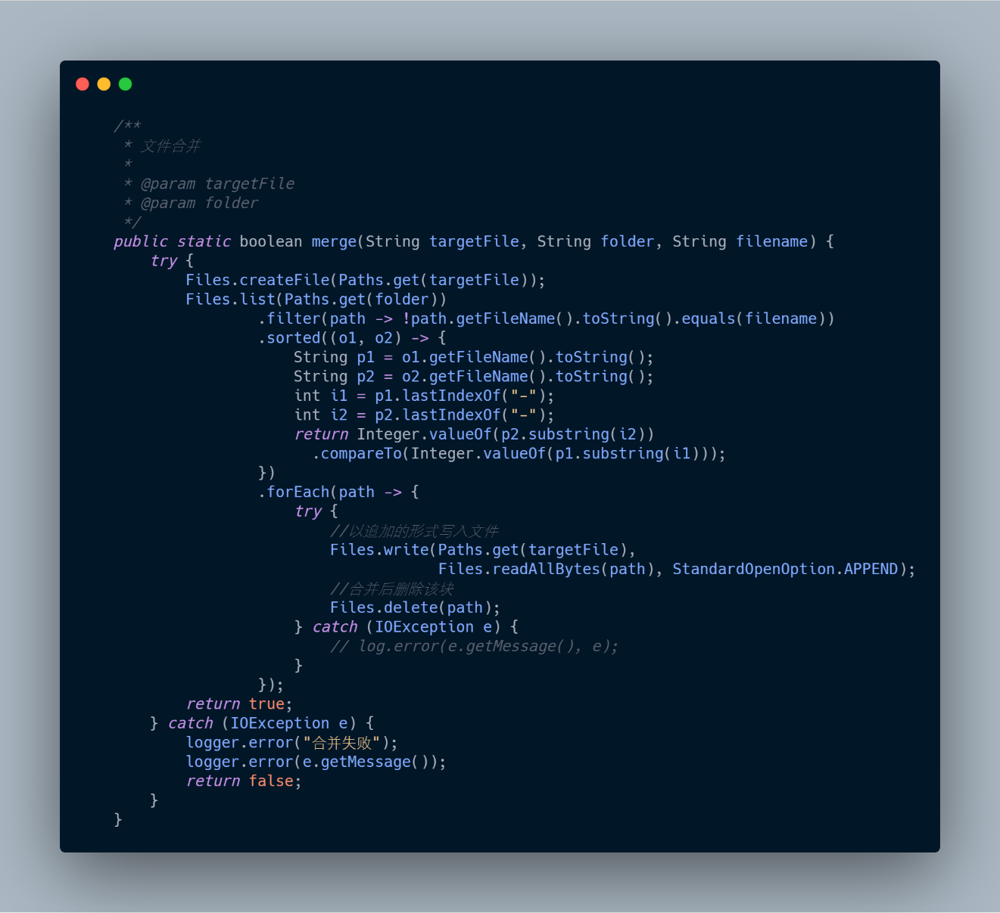 /**
 * 文件合并
 *
 * @param targetFile
 * @param folder
 */
public static boolean merge(String targetFile, String folder, String filename) {
    try {
        Files.createFile(Paths.get(targetFile));
        Files.list(Paths.get(folder))
                .filter(path -> !path.getFileName().toString().equals(filename))
                .sorted((o1, o2) -> {
                    String p1 = o1.getFileName().toString();
                    String p2 = o2.getFileName().toString();
                    int i1 = p1.lastIndexOf("-");
                    int i2 = p2.lastIndexOf("-");
                    return Integer.valueOf(p2.substring(i2))
                      .compareTo(Integer.valueOf(p1.substring(i1)));
                })
                .forEach(path -> {
                    try {
                        //以追加的形式写入文件
                        Files.write(Paths.get(targetFile),
                                    Files.readAllBytes(path), StandardOpenOption.APPEND);
                        //合并后删除该块
                        Files.delete(path);
                    } catch (IOException e) {
                        // log.error(e.getMessage(), e);
                    }
                });
        return true;
    } catch (IOException e) {
        logger.error("合并失败");
        logger.error(e.getMessage());
        return false;
    }
}